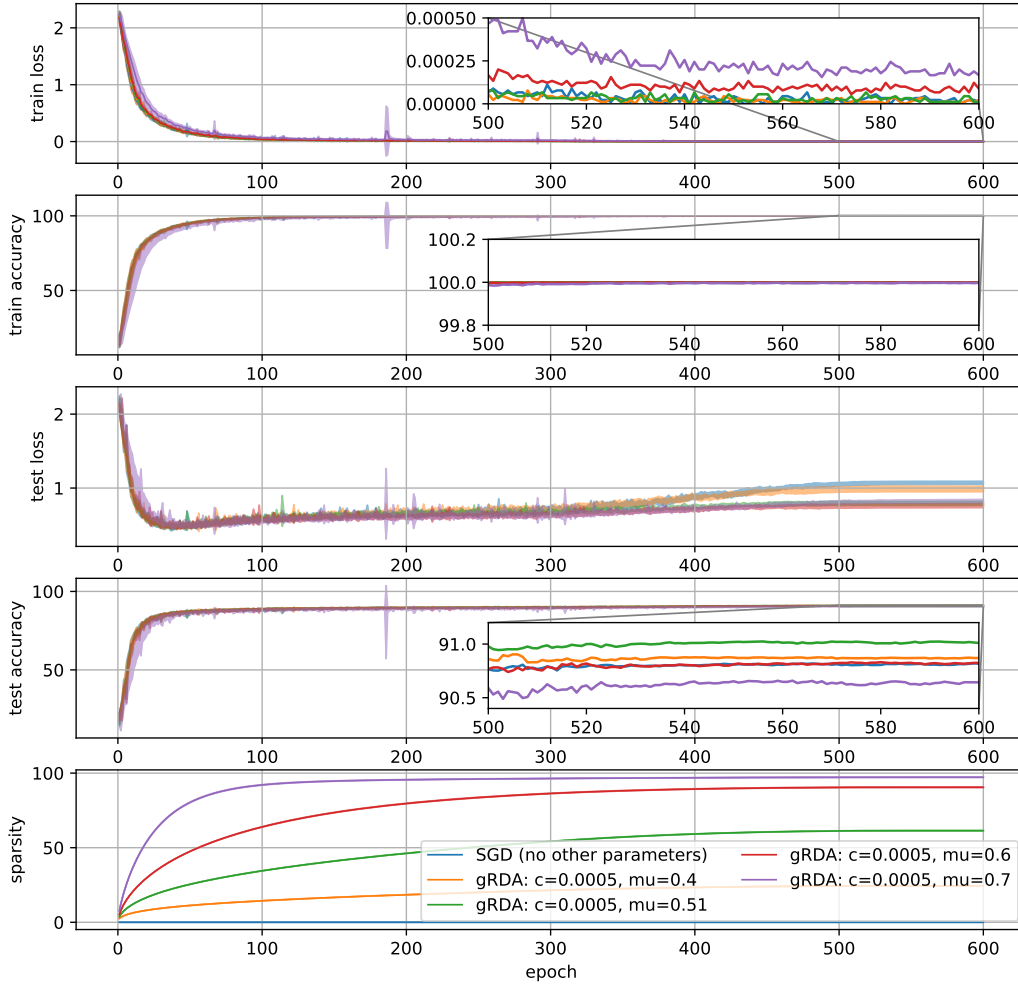 train loss
2
1
0
0.00050
0.00025
0.00000
500 520 540 560 580 600
0 100 200 300 400 500 600
train accuracy
100
50
100.2
100.0
99.8
500 520 540 560 580 600
0 100 200 300 400 500 600
test loss
2
1
0 100 200 300 400 500 600
test accuracy
100
50
91.0
90.5
500 520 540 560 580 600
0 100 200 300 400 500 600
sparsity
100
50
0
SGD (no other parameters)
gRDA: c=0.0005, mu=0.4
gRDA: c=0.0005, mu=0.51
gRDA: c=0.0005, mu=0.6
gRDA: c=0.0005, mu=0.7
0 100 200 300 400 500 600
epoch